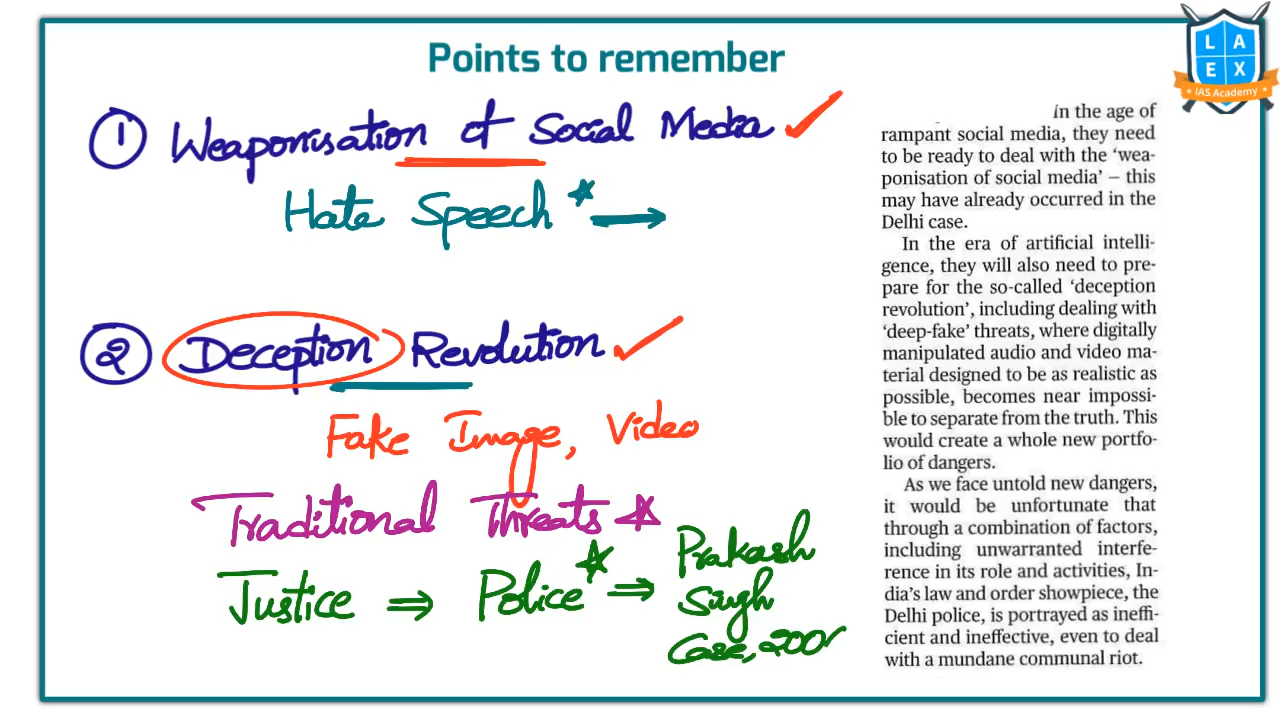 Points to remember
L A
E X
IAS Academy
① Weaponisation of Social Media
Hate Speech
② Deception Revolution
Fake Image, Video
Traditional Threats
Justice ⇒ Police ⇒ Prakash
Singh
Case,
in the age of
rampant social media, they need
to be ready to deal with the ‘wea-
ponisation of social media’ – this
may have already occurred in the
Delhi case.
In the era of artificial intelli-
gence, they will also need to pre-
pare for the so-called ‘deception
revolution’, including dealing with
‘deep-fake’ threats, where digitally
manipulated audio and video ma-
terial designed to be as realistic as
possible, becomes near impossi-
ble to separate from the truth. This
would create a whole new portfo-
lio of dangers.
As we face untold new dangers,
it would be unfortunate that
through a combination of factors,
including unwarranted interfe-
rence in its role and activities, In-
dia’s law and order showpiece, the
Delhi police, is portrayed as ineffi-
cient and ineffective, even to deal
with a mundane communal riot.